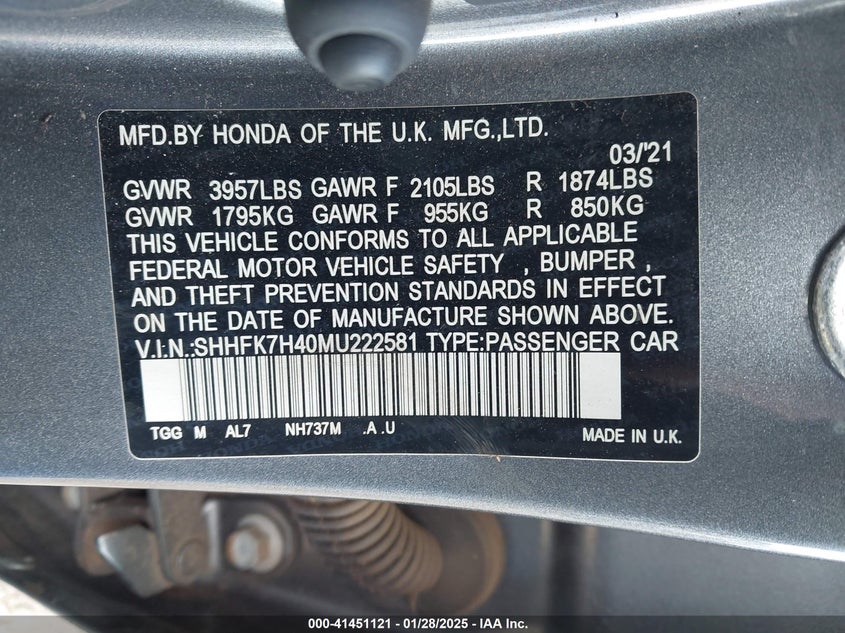 MFD.BY HONDA OF THE U.K. MFG.,LTD.
03/'21
GVWR 3957LBS GAWR F 2105LBS R 1874LBS
GVWR 1795KG GAWR F 955KG R 850KG
THIS VEHICLE CONFORMS TO ALL APPLICABLE
FEDERAL MOTOR VEHICLE SAFETY , BUMPER ,
AND THEFT PREVENTION STANDARDS IN EFFECT
ON THE DATE OF MANUFACTURE SHOWN ABOVE.
V.I.N.:SHHFK7H40MU222581 TYPE:PASSENGER CAR
TGG M AL7 NH737M .A .U MADE IN U.K.
000-41451121 - 01/28/2025 - IAA Inc.